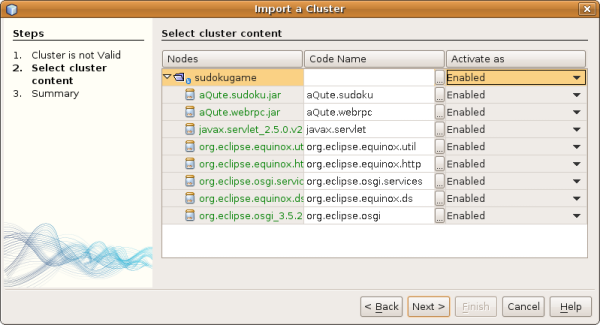 Import a Cluster
Steps
1. Cluster is not Valid
2. Select cluster
content
3. Summary
Select cluster content
Nodes Code Name Activate as
sudokugame ... Enabled
aQute.sudoku.jar aQute.sudoku ... Enabled
aQute.webrpc.jar aQute.webrpc ... Enabled
javax.servlet_2.5.0.v2 javax.servlet ... Enabled
org.eclipse.equinox.ut org.eclipse.equinox.util ... Enabled
org.eclipse.equinox.ht org.eclipse.equinox.http ... Enabled
org.eclipse.osgi.servic org.eclipse.osgi.services ... Enabled
org.eclipse.equinox.ds org.eclipse.equinox.ds ... Enabled
org.eclipse.osgi_3.5.2 org.eclipse.osgi ... Enabled
< Back Next > Finish Cancel Help